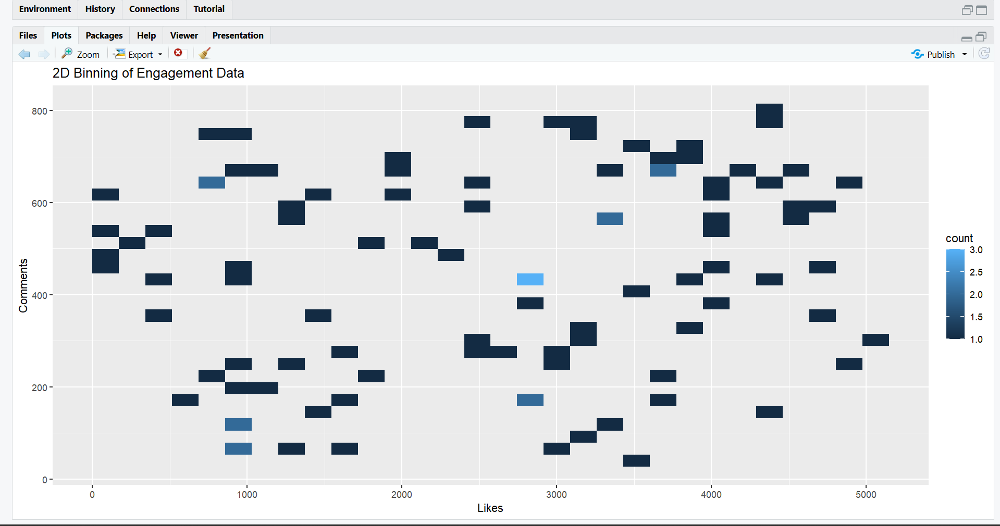 Environment History Connections Tutorial
Files Plots Packages Help Viewer Presentation
Zoom Export Publish
2D Binning of Engagement Data
800
600
400
200
0
Comments
0 1000 2000 3000 4000 5000
Likes
count
3.0
2.5
2.0
1.5
1.0